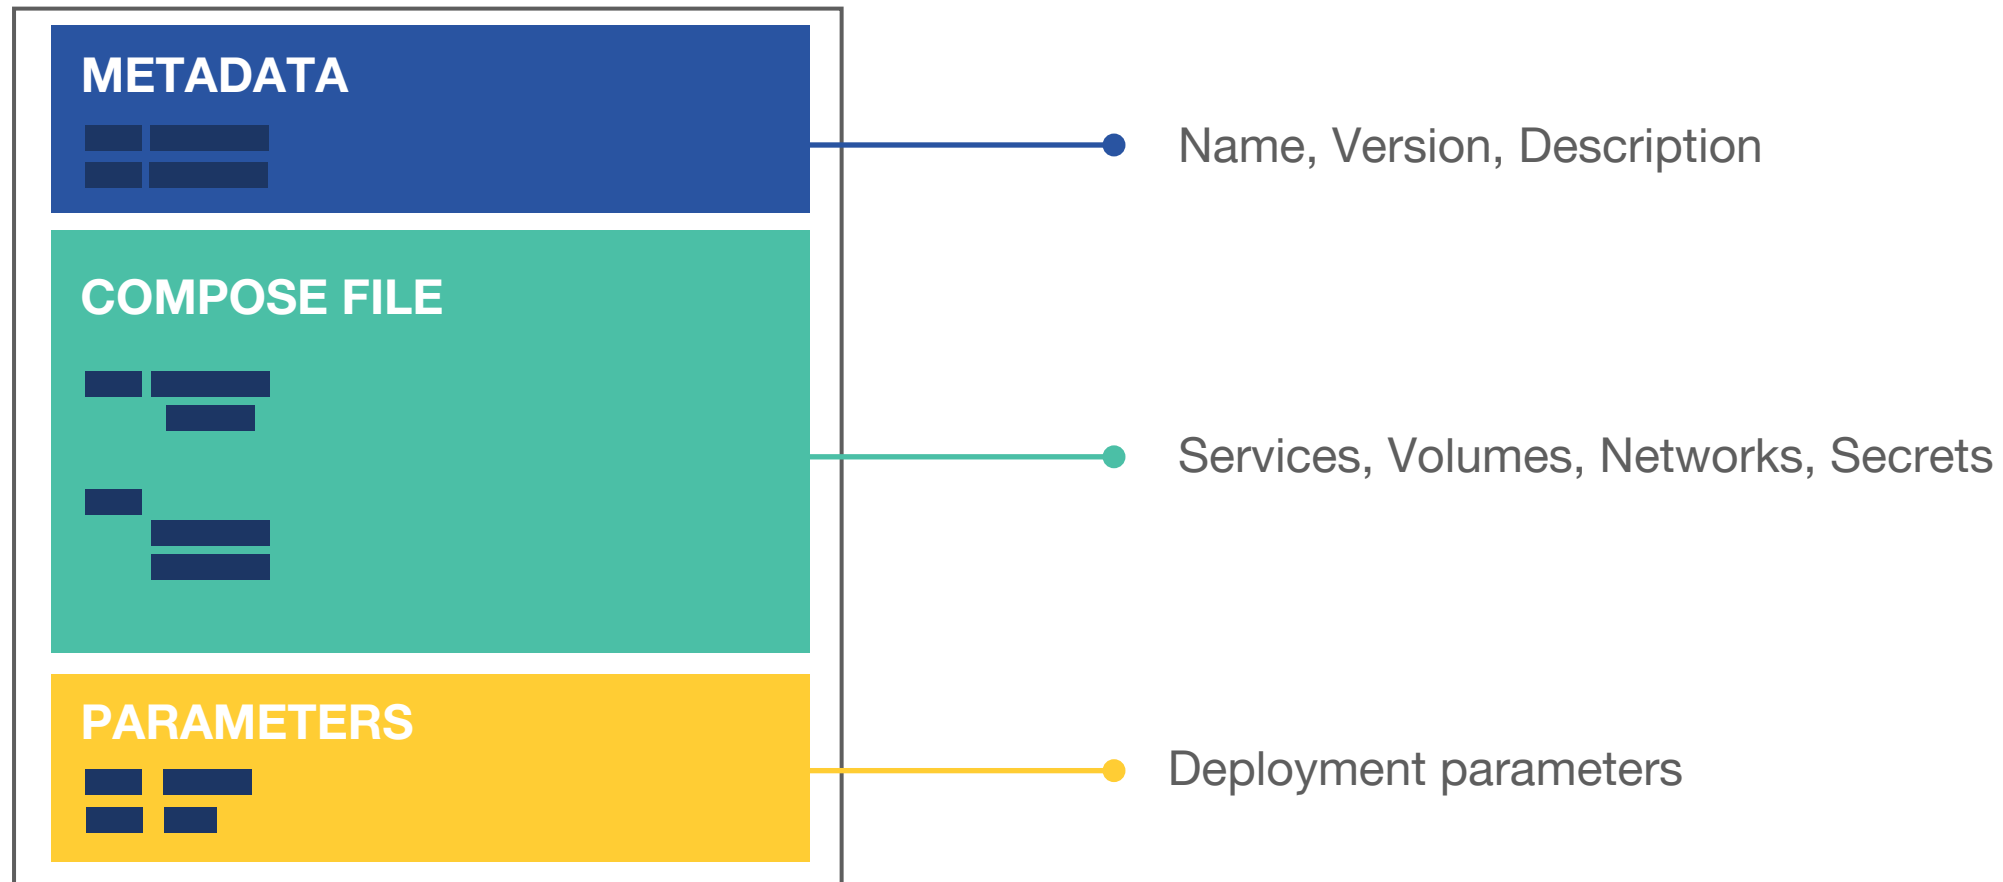 METADATA
Name, Version, Description
COMPOSE FILE
Services, Volumes, Networks, Secrets
PARAMETERS
Deployment parameters